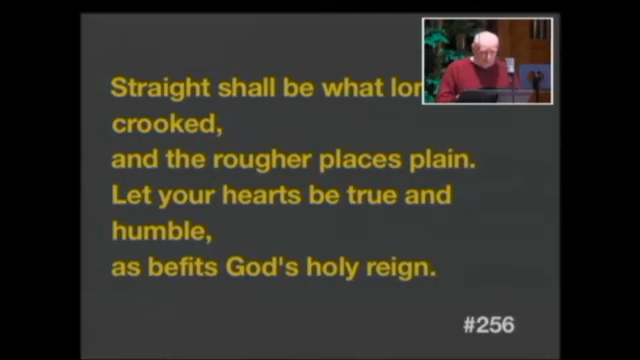 Straight shall be what
crooked,
and the rougher places plain.
Let your hearts be true and
humble,
as befits God's holy reign.
#256